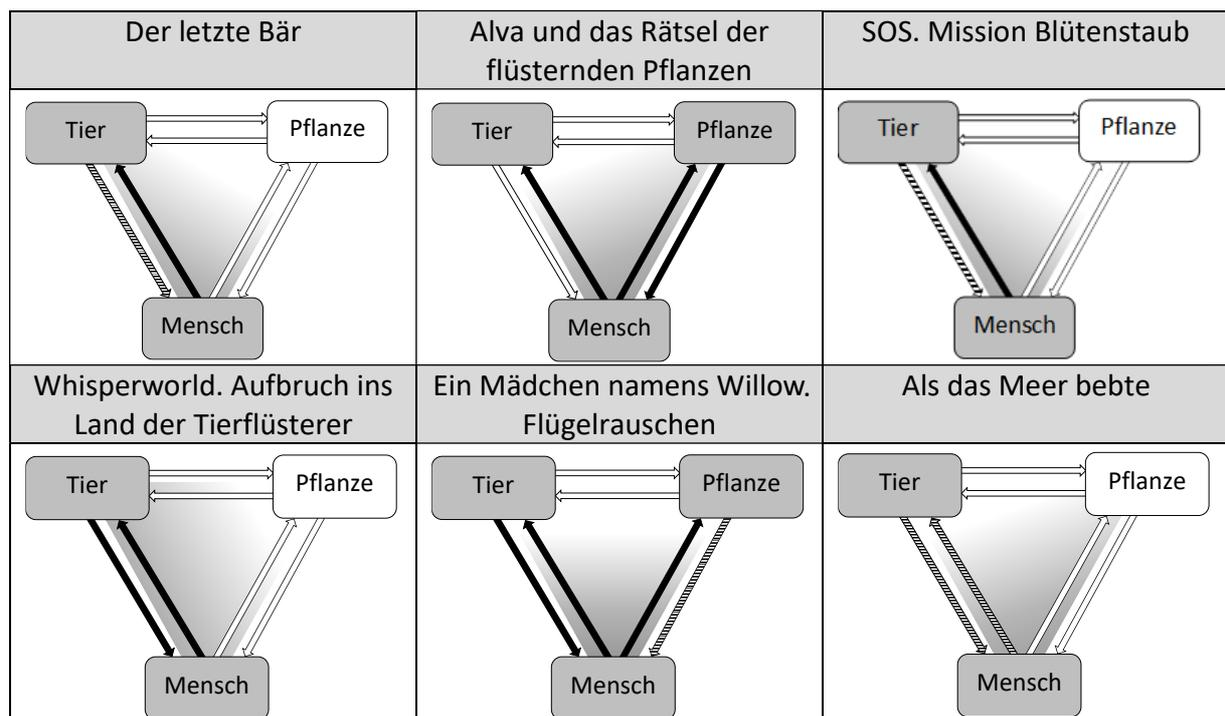 Der letzte Bär
Alva und das Rätsel der
flüsternden Pflanzen
SOS. Mission Blütenstaub
Tier
Pflanze
Mensch
Tier
Pflanze
Mensch
Tier
Pflanze
Mensch
Whisperworld. Aufbruch ins
Land der Tierflüsterer
Ein Mädchen namens Willow.
Flügelrauschen
Als das Meer bebte
Tier
Pflanze
Mensch
Tier
Pflanze
Mensch
Tier
Pflanze
Mensch